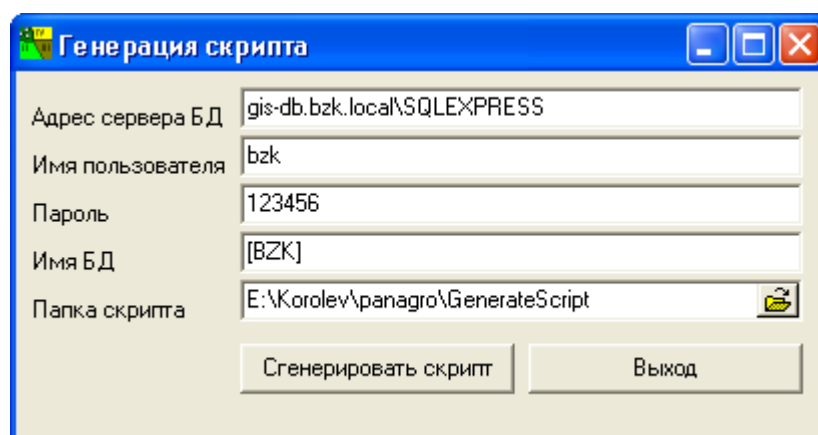 Генерация скрипта
Адрес сервера БД gis-db.bzk.local\SQLEXPRESS
Имя пользователя bzk
Пароль 123456
Имя БД [BZK]
Папка скрипта E:\Korolev\panagro\GenerateScript
Сгенерировать скрипт Выход